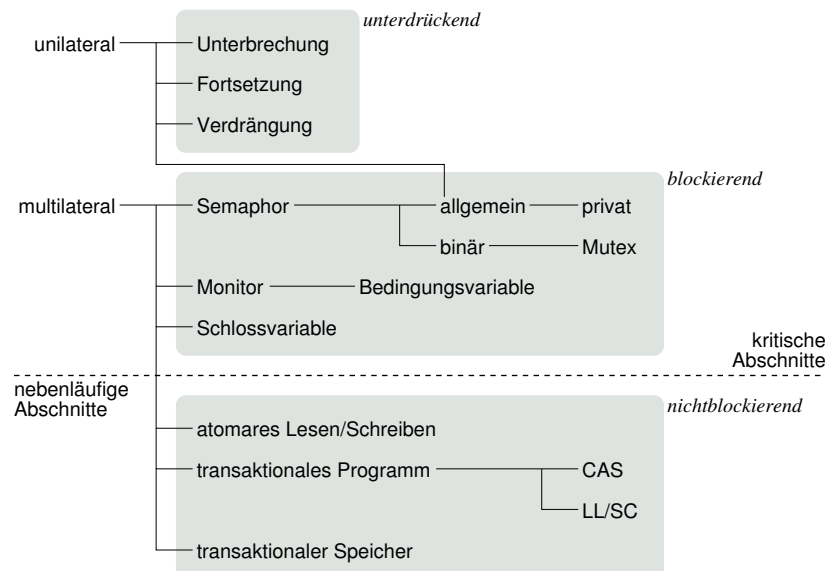 unterdrückend
unilateral Unterbrechung
Fortsetzung
Verdrängung
blockierend
multilateral Semaphor allgemein privat
binär Mutex
Monitor Bedingungsvariable
Schlossvariable
kritische
Abschnitte
nebenläufige
Abschnitte
nichtblockierend
atomares Lesen/Schreiben
transaktionales Programm CAS
LL/SC
transaktionaler Speicher